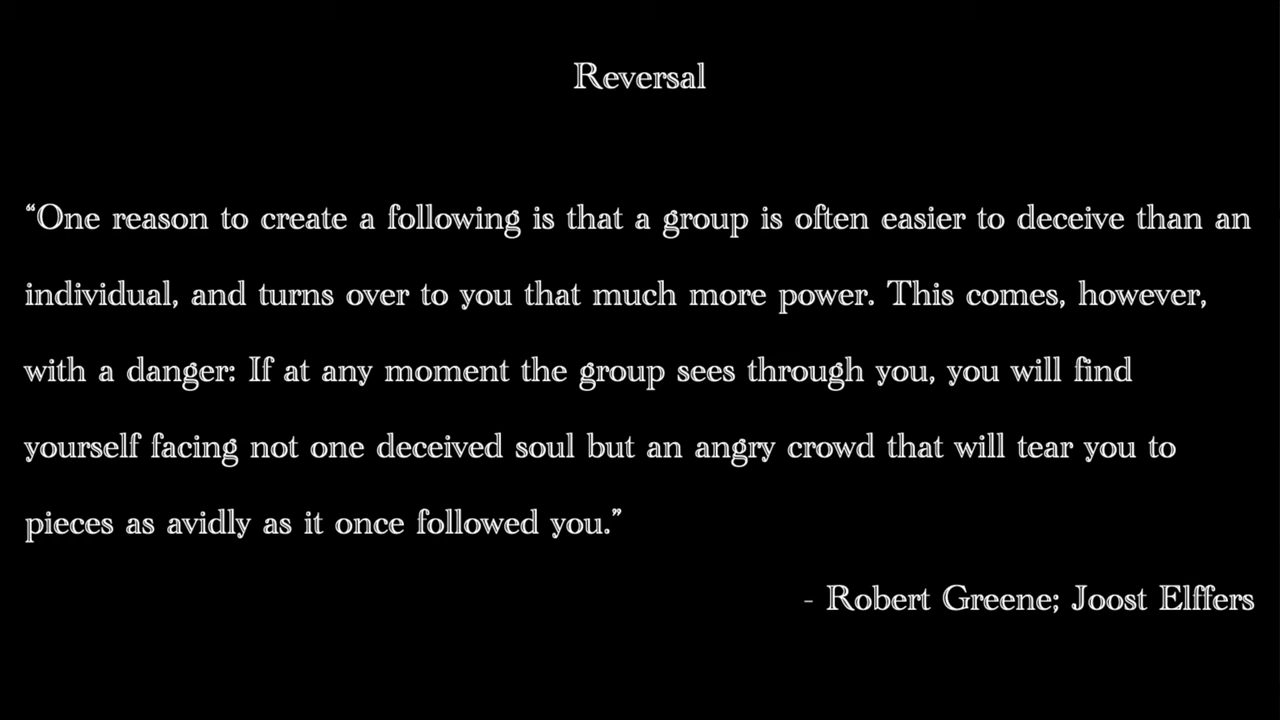 Reversal
“One reason to create a following is that a group is often easier to deceive than an
individual, and turns over to you that much more power. This comes, however,
with a danger: If at any moment the group sees through you, you will find
yourself facing not one deceived soul but an angry crowd that will tear you to
pieces as avidly as it once followed you.”
- Robert Greene; Joost Elffers